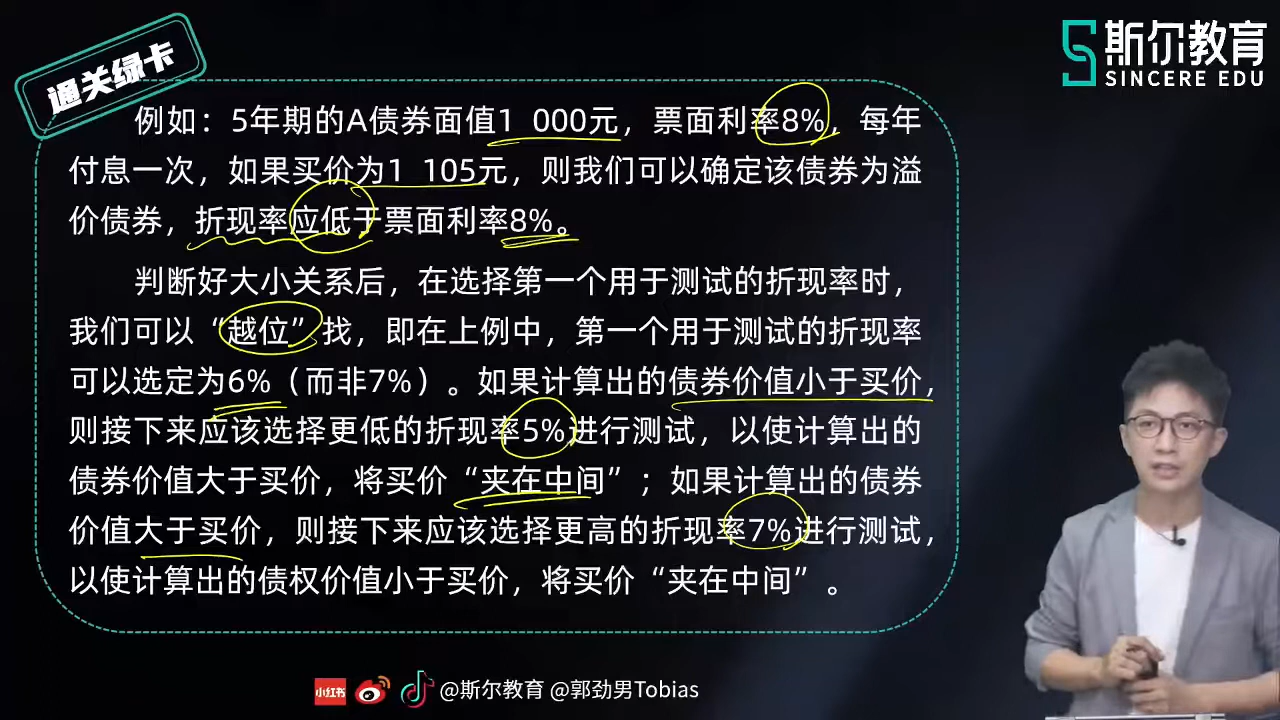 通关绿卡
斯尔教育
SINCERE EDU
例如：5年期的A债券面值1 000元，票面利率8%，每年
付息一次，如果买价为1 105元，则我们可以确定该债券为溢
价债券，折现率应低于票面利率8%。
判断好大小关系后，在选择第一个用于测试的折现率时，
我们可以“越位”找，即在上例中，第一个用于测试的折现率
可以选定为6%（而非7%）。如果计算出的债券价值小于买价，
则接下来应该选择更低的折现率5%进行测试，以使计算出的
债券价值大于买价，将买价“夹在中间”；如果计算出的债券
价值大于买价，则接下来应该选择更高的折现率7%进行测试，
以使计算出的债权价值小于买价，将买价“夹在中间”。
小红书
@斯尔教育 @郭劲男Tobias